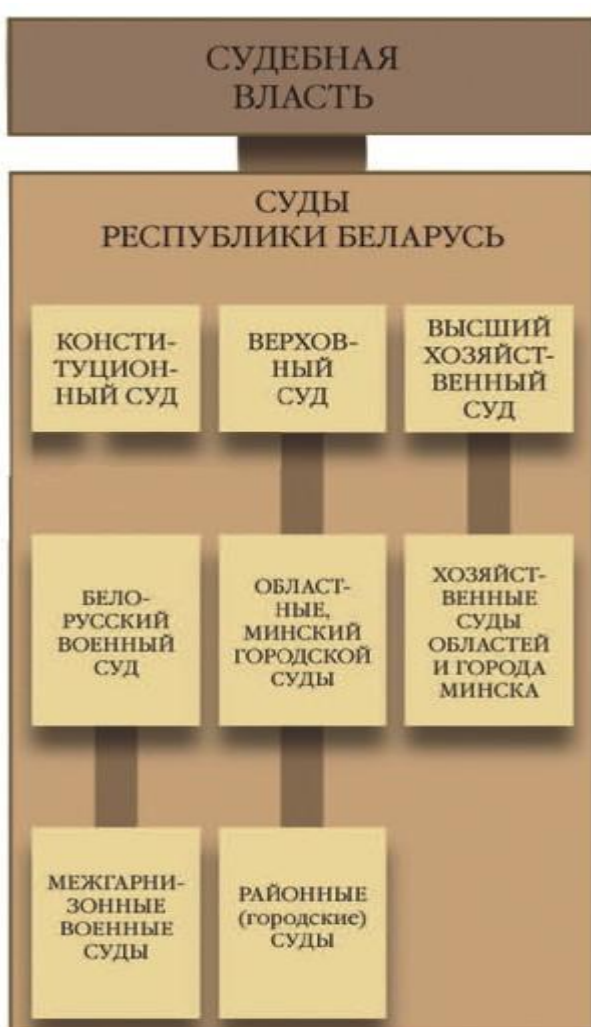 СУДЕБНАЯ
ВЛАСТЬ
СУДЫ
РЕСПУБЛИКИ БЕЛАРУСЬ
КОНСТИ-
ТУЦИОН-
НЫЙ СУД
ВЕРХОВ-
НЫЙ
СУД
ВЫСШИЙ
ХОЗЯЙСТ-
ВЕННЫЙ
СУД
БЕЛО-
РУССКИЙ
ВОЕННЫЙ
СУД
ОБЛАСТ-
НЫЕ,
МИНСКИЙ
ГОРОДСКОЙ
СУДЫ
ХОЗЯЙСТ-
ВЕННЫЕ
СУДЫ
ОБЛАСТЕЙ
И ГОРОДА
МИНСКА
МЕЖГАРНИ-
ЗОННЫЕ
ВОЕННЫЕ
СУДЫ
РАЙОННЫЕ
(городские)
СУДЫ